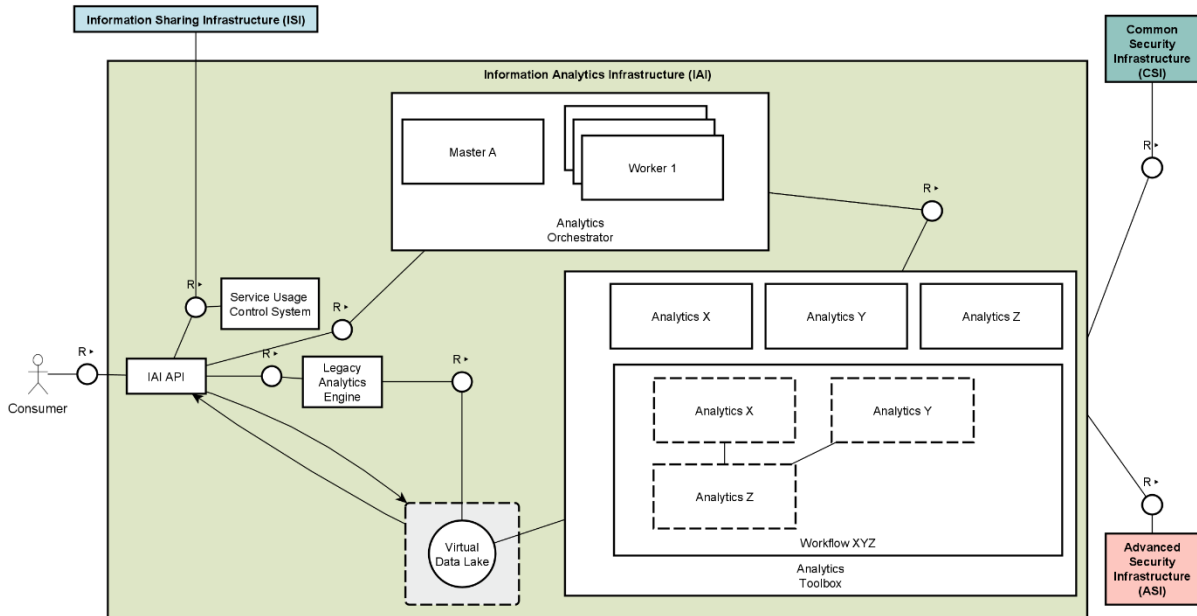 Information Sharing Infrastructure (ISI)
Common
Security
Infrastructure
(CSI)
Information Analytics Infrastructure (IAI)
Master A
Worker 1
Analytics
Orchestrator
R ▸
R ▸
R ▸
Service Usage
Control System
R ▸
Analytics X
Analytics Y
Analytics Z
R ▸
R ▸
R ▸
Consumer
IAI API
Legacy
Analytics
Engine
Analytics X
Analytics Y
Analytics Z
R ▸
Virtual
Data Lake
Workflow XYZ
Analytics
Toolbox
Advanced
Security
Infrastructure
(ASI)